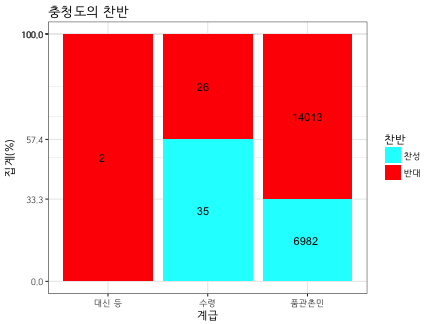 충청도의 찬반
100.0
57.4
33.3
0.0
집계(%)
2
26
35
14013
6982
대신 등
수령
품관촌민
계급
찬반
찬성
반대